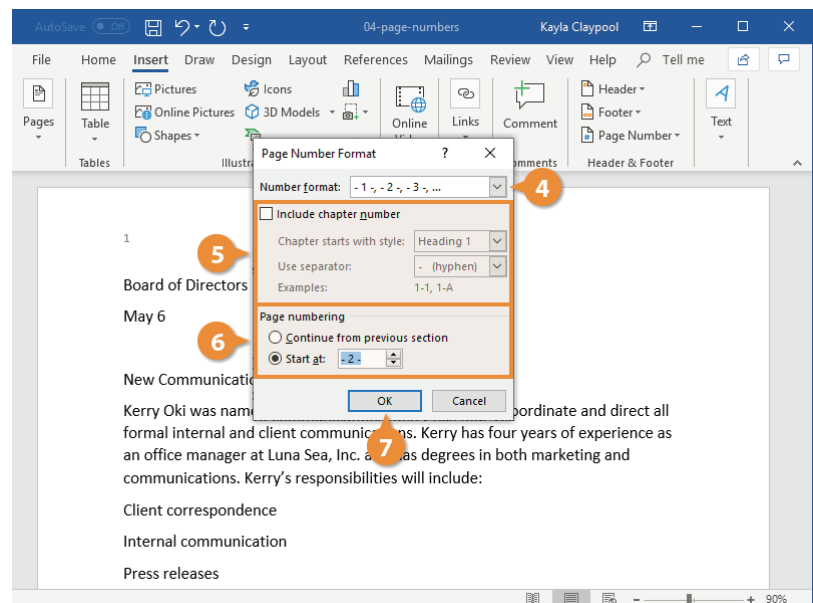 AutoSave Off 04-page-numbers Kayla Claypool
File Home Insert Draw Design Layout References Mailings Review View Help Tell me
Pages
Table
Tables
Pictures
Online Pictures
Shapes
Icons
3D Models
Illustr
Online
Links
Comment
mments
Header
Footer
Page Number
Header & Footer
Text
Page Number Format ? X
Number format: - 1 -, - 2 -, - 3 -, ...
4
Include chapter number
Chapter starts with style: Heading 1
Use separator: - (hyphen)
Examples: 1-1, 1-A
5
Page numbering
Continue from previous section
Start at: - 2 -
6
OK Cancel
7
1
Board of Directors
May 6
New Communicatio
Kerry Oki was name ordinate and direct all
formal internal and client commun ns. Kerry has four years of experience as
an office manager at Luna Sea, Inc. a as degrees in both marketing and
communications. Kerry's responsibilities will include:
Client correspondence
Internal communication
Press releases
90%